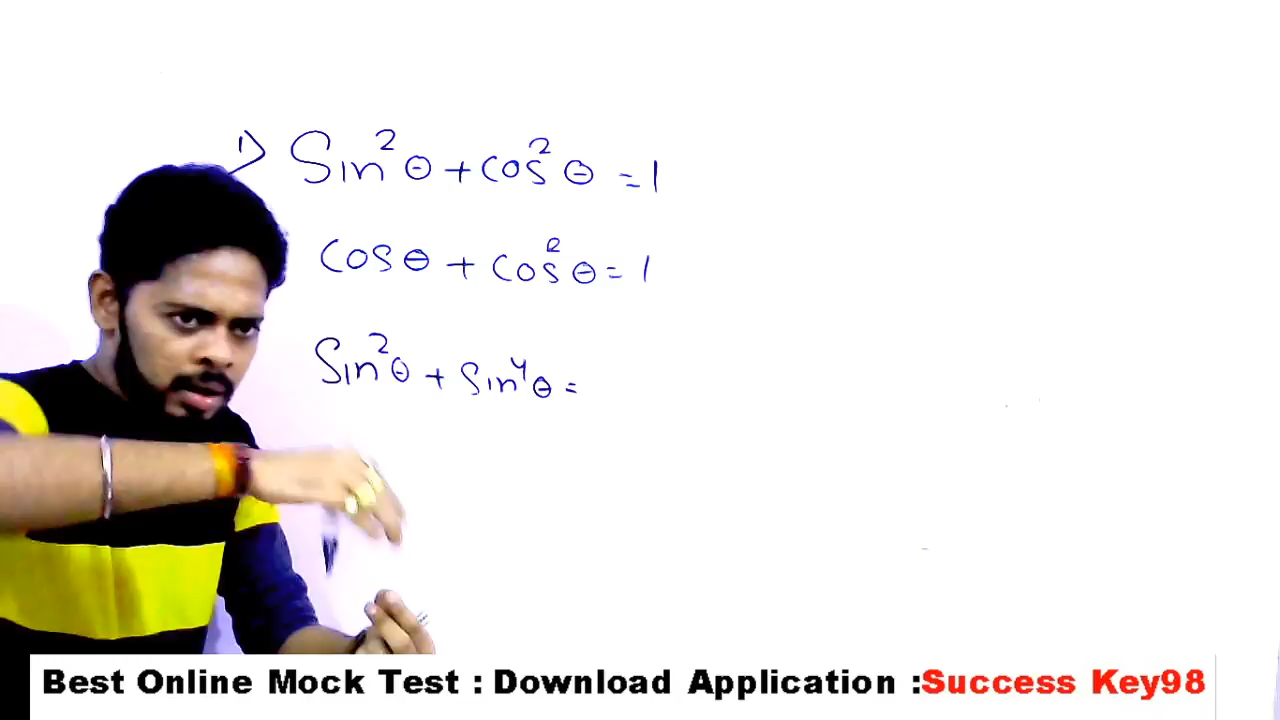 1) Sin²θ + cos²θ = 1
cosθ + cos²θ = 1
Sin²θ + Sin⁴θ =
Best Online Mock Test : Download Application :Success Key98